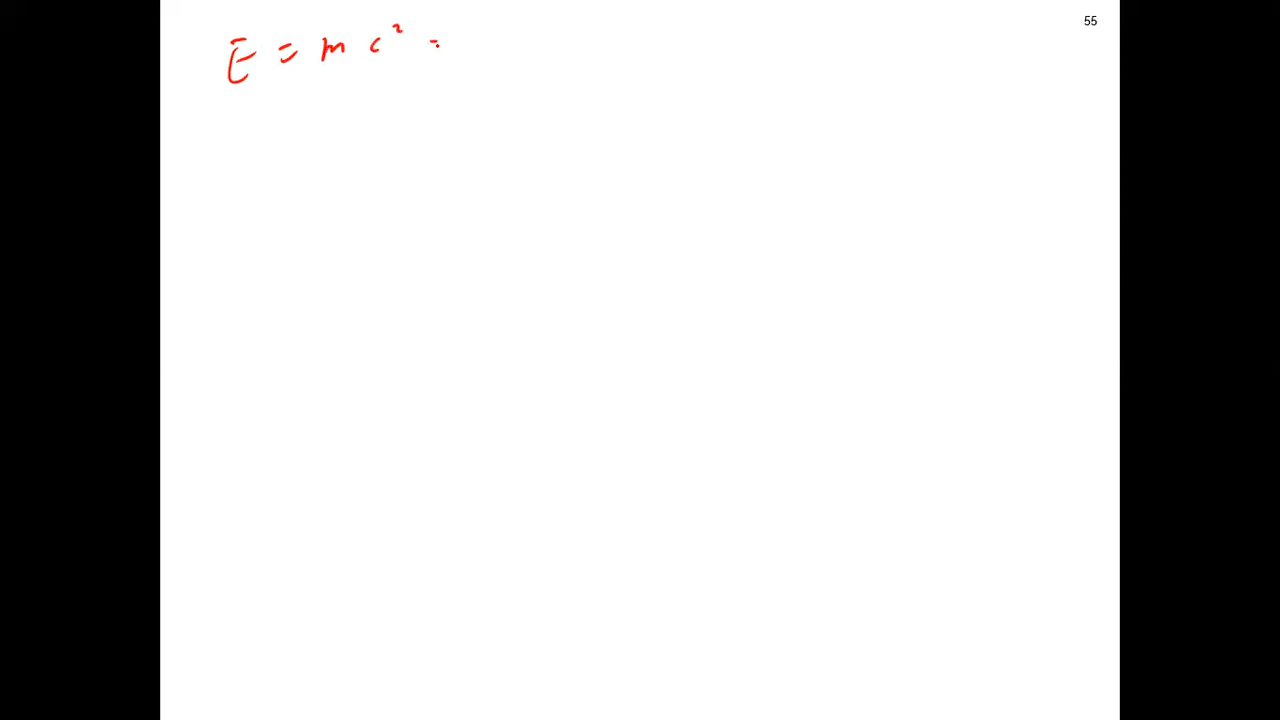 55
E = mc² =